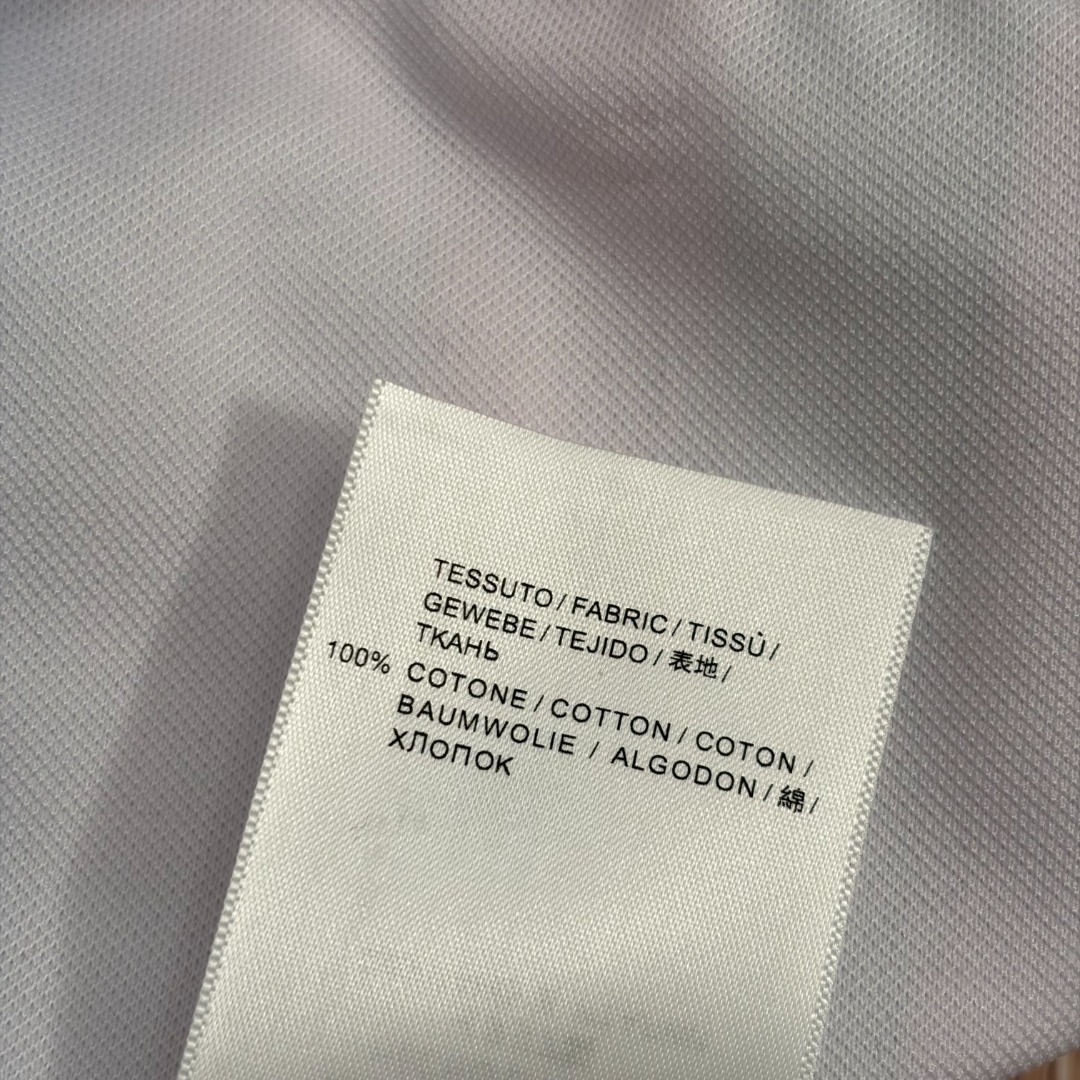 TESSUTO / FABRIC / TISSÙ /
GEWEBE / TEJIDO / 表地 /
ТКАНЬ
100% COTONE / COTTON / COTON /
BAUMWOLIE / ALGODON / 綿 /
ХЛОПОК